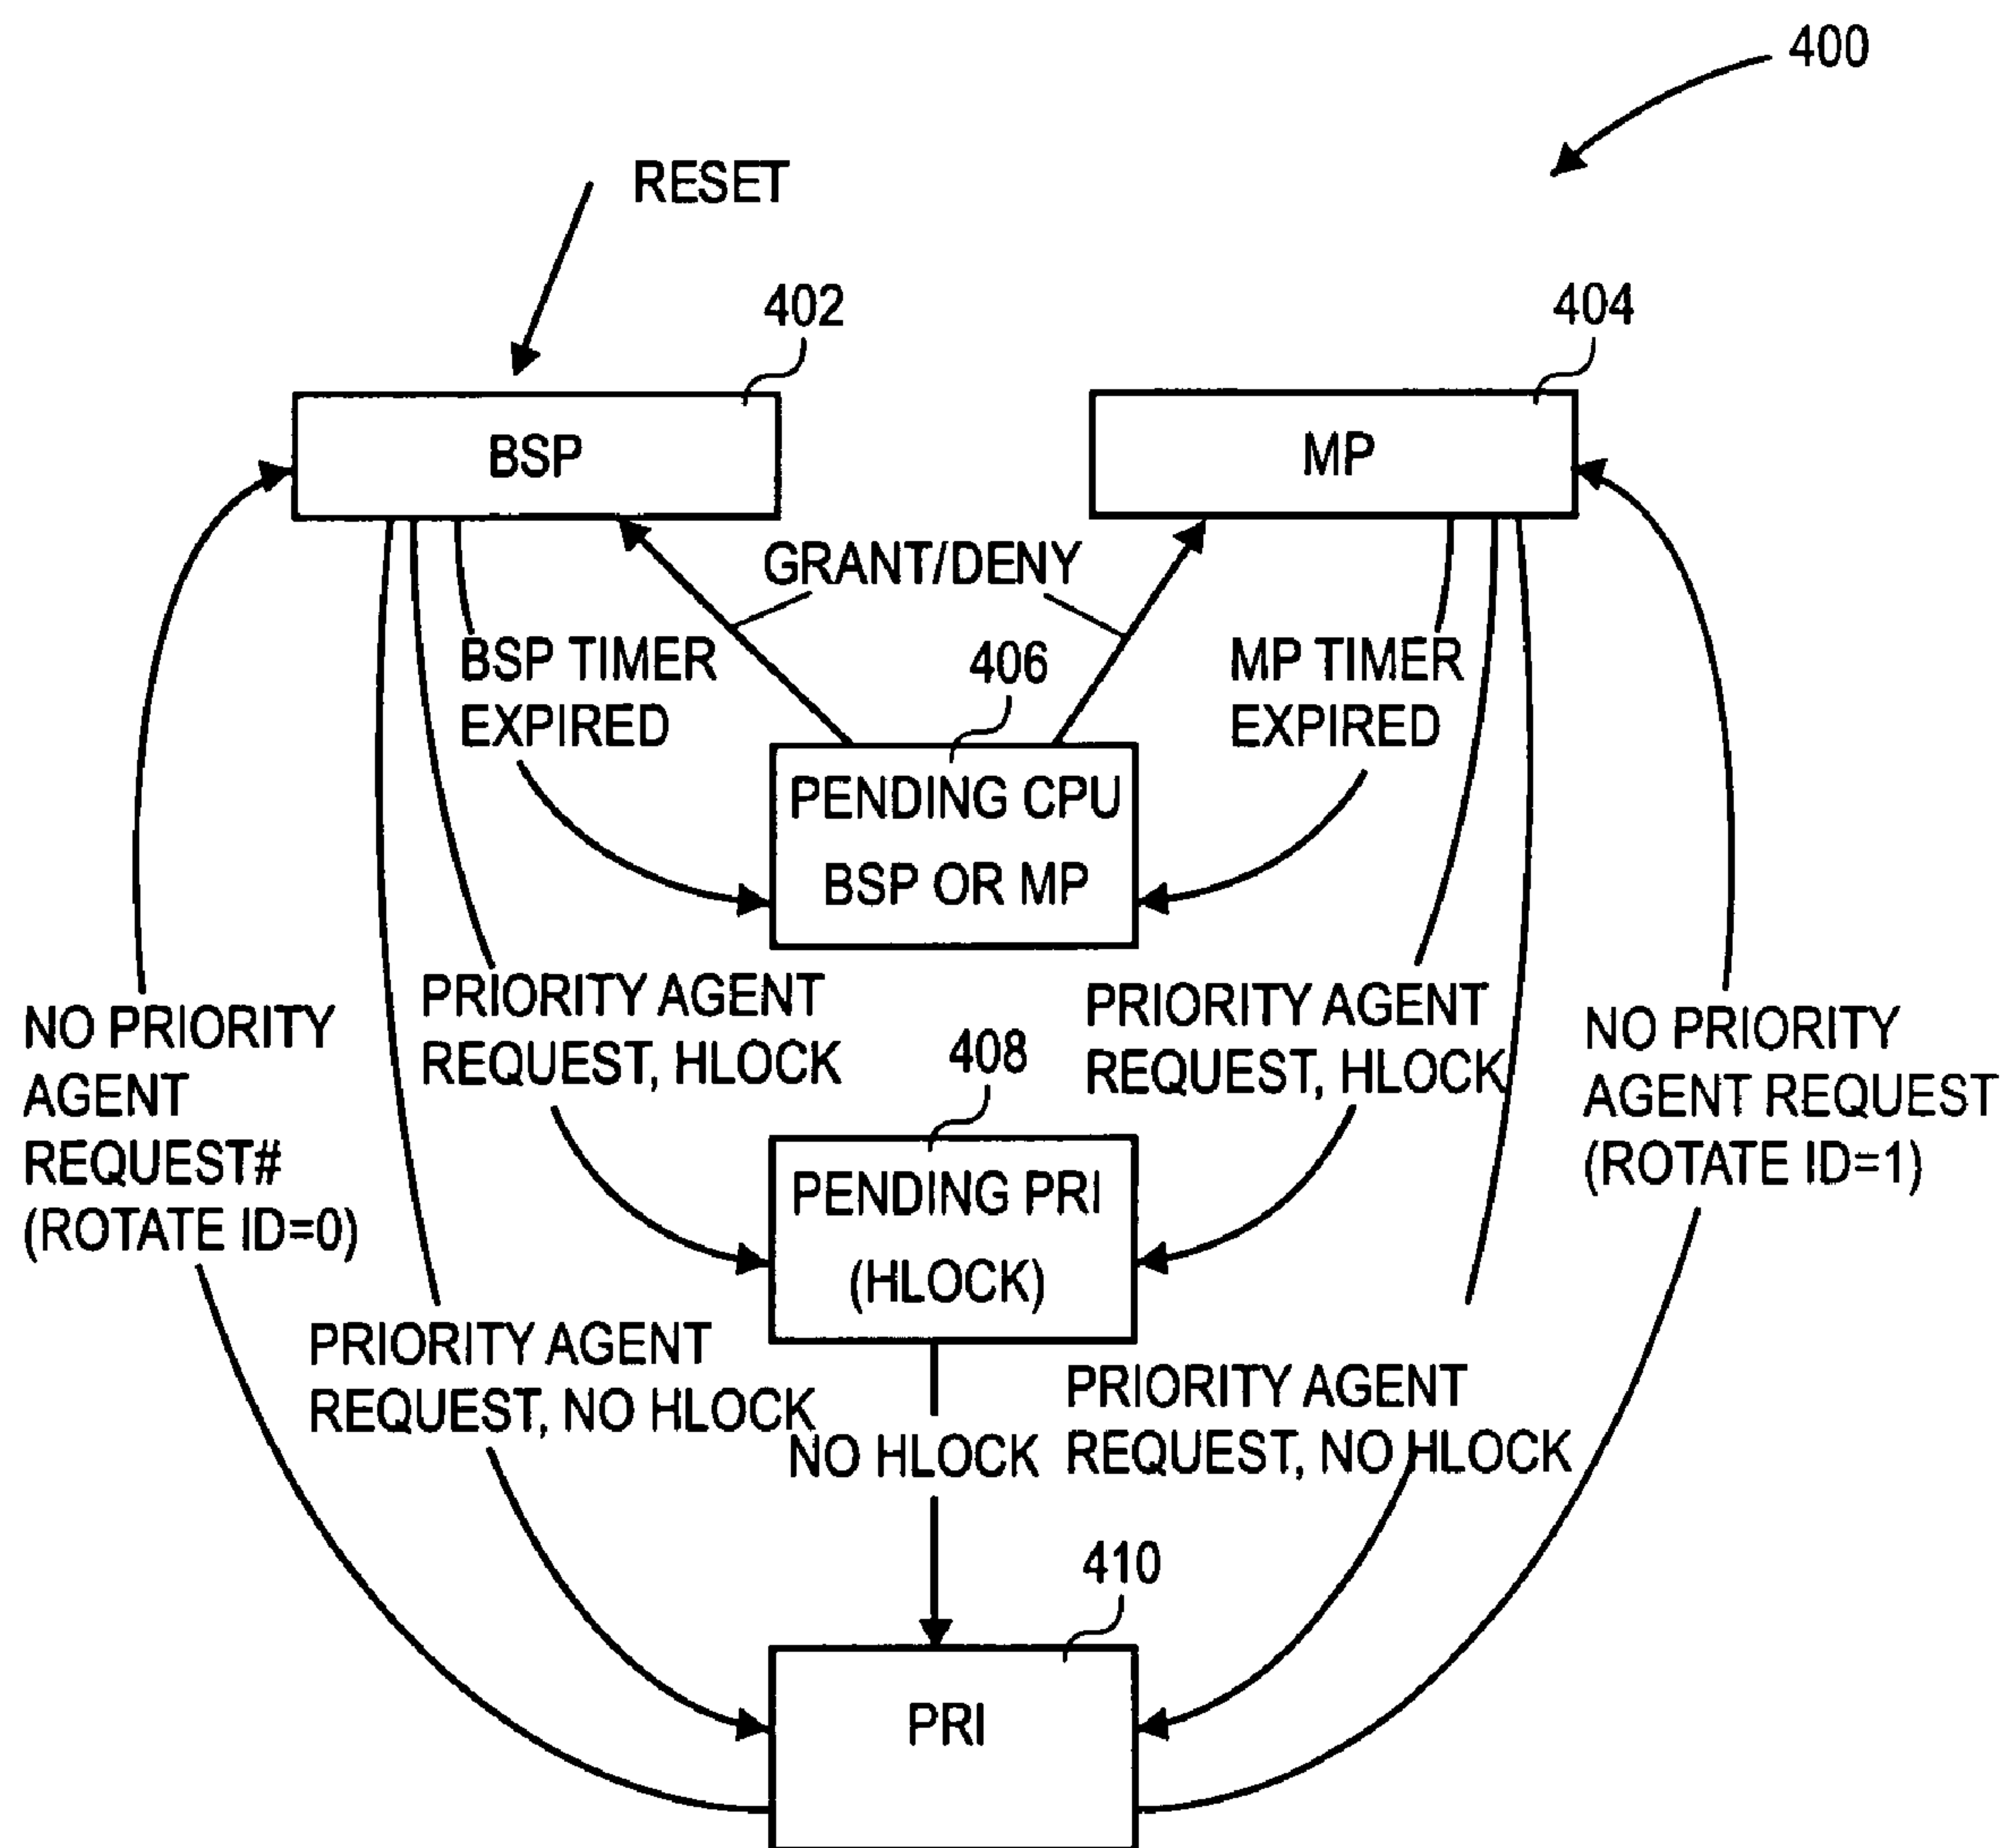 400
RESET
402
404
BSP
MP
GRANT/DENY
BSP TIMER
EXPIRED
406
MP TIMER
EXPIRED
PENDING CPU
BSP OR MP
PRIORITY AGENT
REQUEST, HLOCK
PRIORITY AGENT
REQUEST, HLOCK
NO PRIORITY
AGENT
REQUEST#
(ROTATE ID=0)
408
NO PRIORITY
AGENT REQUEST
(ROTATE ID=1)
PENDING PRI
(HLOCK)
PRIORITY AGENT
REQUEST, NO HLOCK
NO HLOCK
PRIORITY AGENT
REQUEST, NO HLOCK
410
PRI